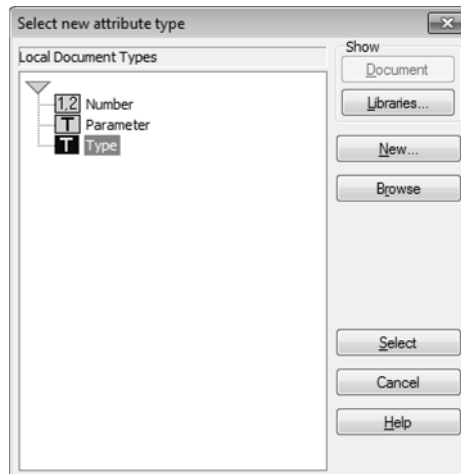 Select new attribute type
Local Document Types
1,2 Number
T Parameter
T Type
Show
Document
Libraries...
New...
Browse
Select
Cancel
Help